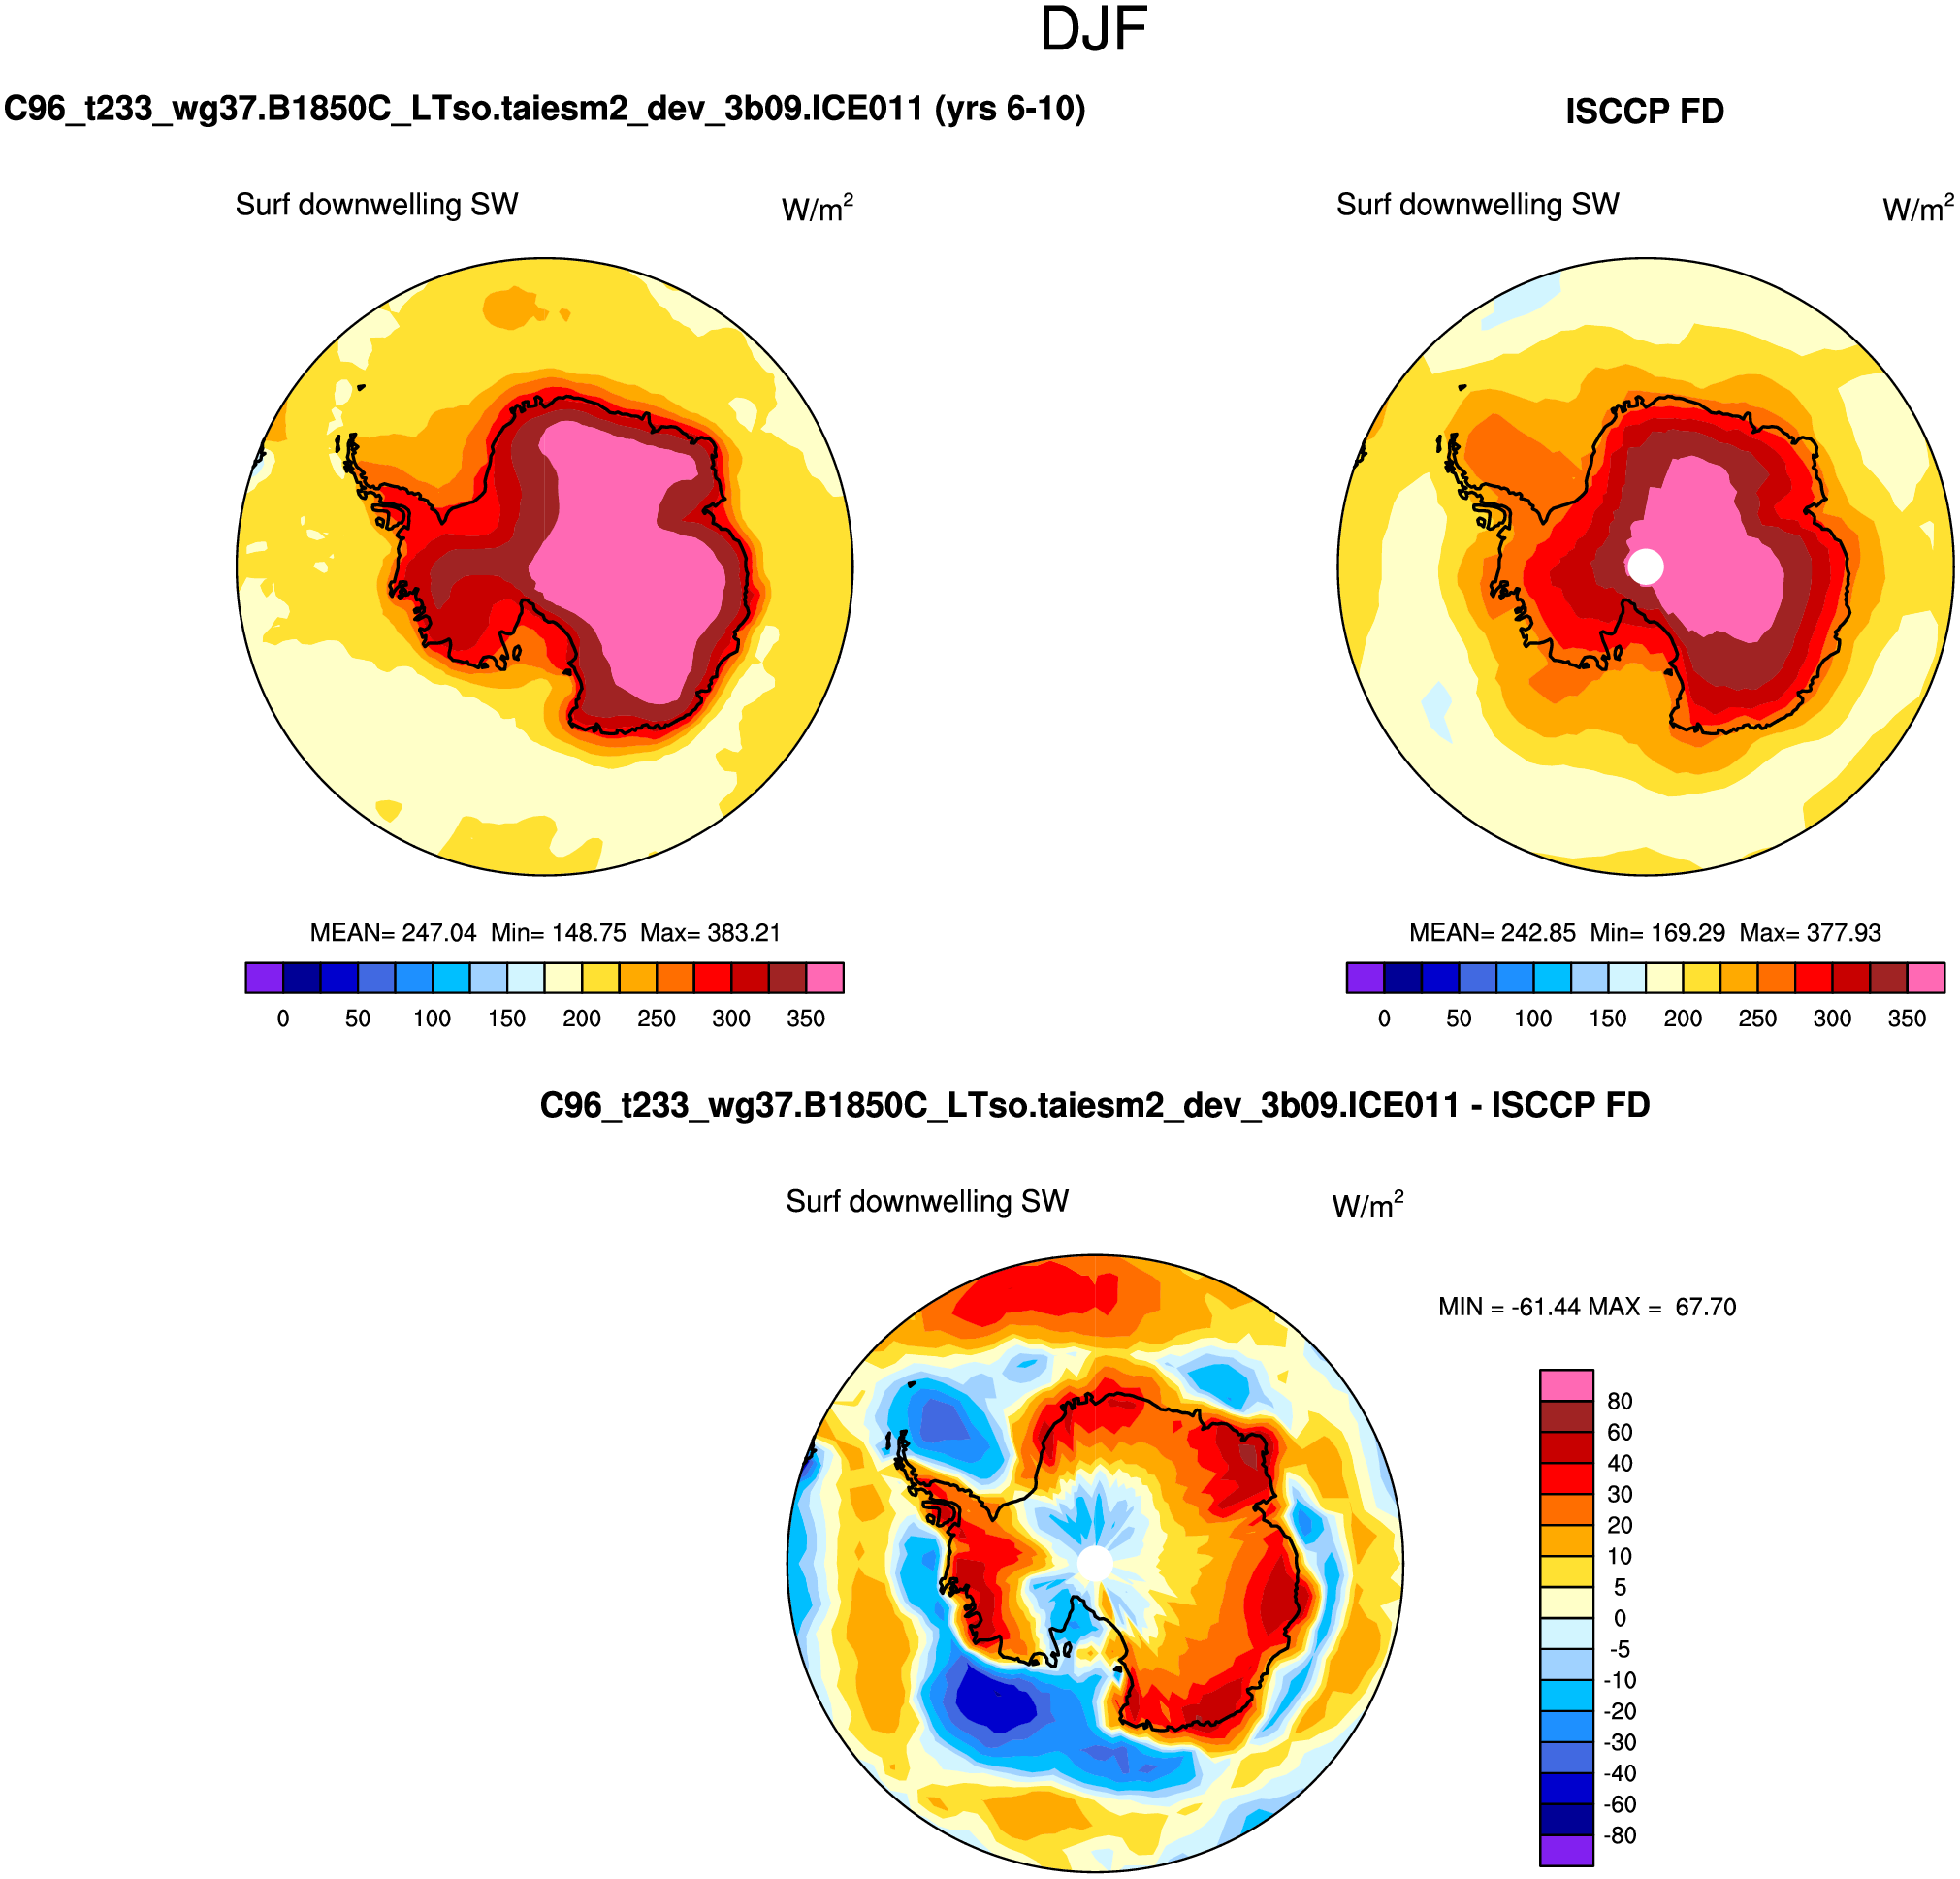 DJF
C96_t233_wg37.B1850C_LTso.taiesm2_dev_3b09.ICE011 (yrs 6-10)
ISCCP FD
Surf downwelling SW W/m²
Surf downwelling SW W/m²
MEAN= 247.04 Min= 148.75 Max= 383.21
MEAN= 242.85 Min= 169.29 Max= 377.93
0 50 100 150 200 250 300 350
0 50 100 150 200 250 300 350
C96_t233_wg37.B1850C_LTso.taiesm2_dev_3b09.ICE011 - ISCCP FD
Surf downwelling SW W/m²
MIN = -61.44 MAX = 67.70
80
60
40
30
20
10
5
0
-5
-10
-20
-30
-40
-60
-80